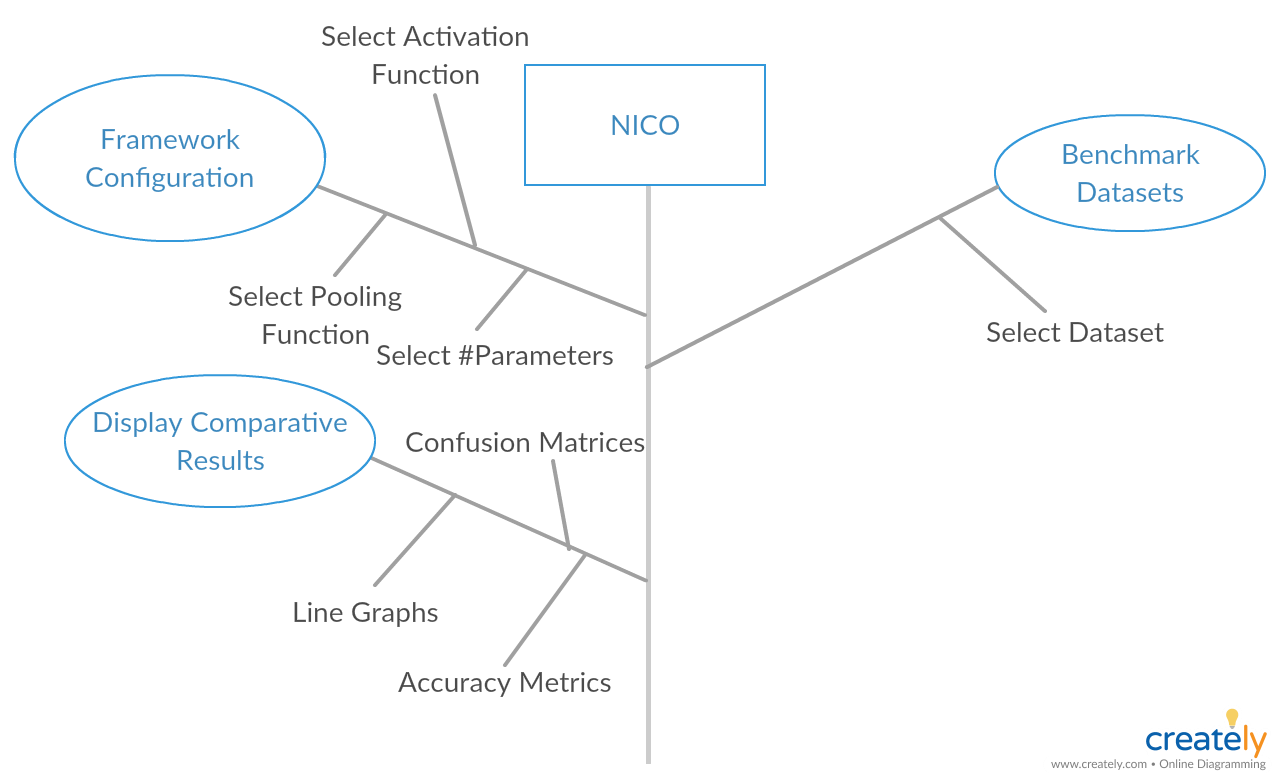 Select Activation
Function
NICO
Framework
Configuration
Benchmark
Datasets
Select Pooling
Function
Select #Parameters
Select Dataset
Display Comparative
Results
Confusion Matrices
Line Graphs
Accuracy Metrics
creately
www.creately.com • Online Diagramming